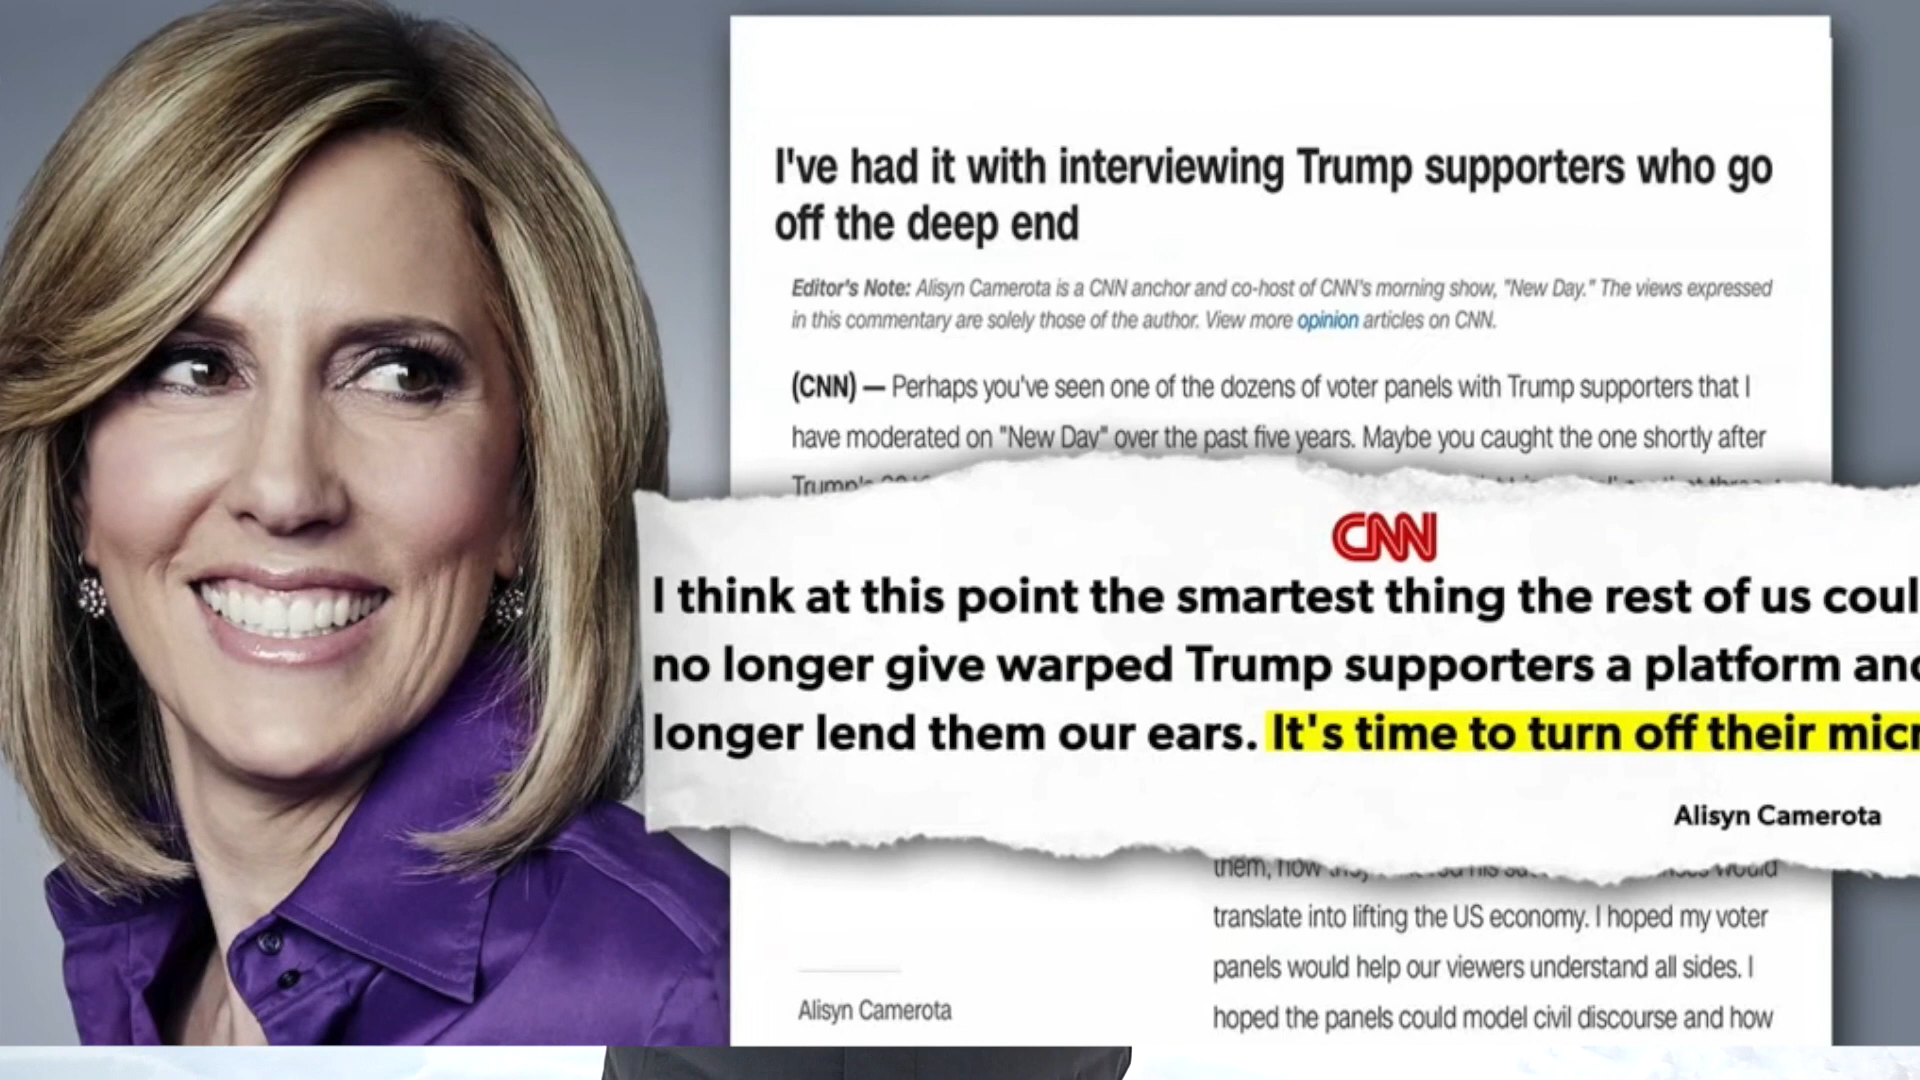 I've had it with interviewing Trump supporters who go
off the deep end
Editor's Note: Alisyn Camerota is a CNN anchor and co-host of CNN's morning show, "New Day." The views expressed
in this commentary are solely those of the author. View more opinion articles on CNN.
(CNN) — Perhaps you've seen one of the dozens of voter panels with Trump supporters that I
have moderated on "New Day" over the past five years. Maybe you caught the one shortly after
Trump's
CNN
I think at this point the smartest thing the rest of us coul
no longer give warped Trump supporters a platform and
longer lend them our ears. It's time to turn off their micr
Alisyn Camerota
them, how would
translate into lifting the US economy. I hoped my voter
panels would help our viewers understand all sides. I
Alisyn Camerota
hoped the panels could model civil discourse and how